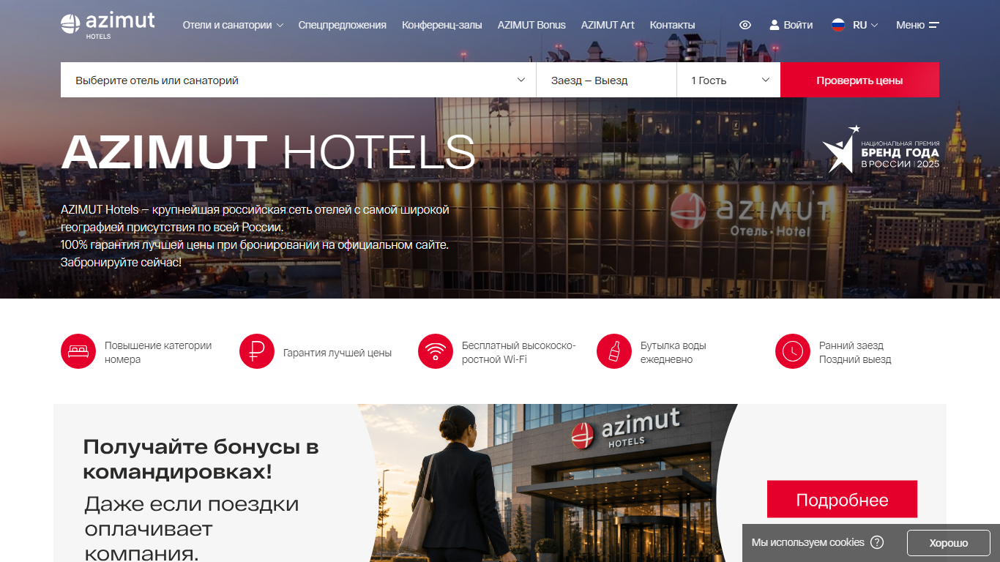 azimut
HOTELS
Отели и санатории
Спецпредложения
Конференц-залы
AZIMUT Bonus
AZIMUT Art
Контакты
Войти
RU
Меню
Выберите отель или санаторий
Заезд — Выезд
1 Гость
Проверить цены
AZIMUT HOTELS
НАЦИОНАЛЬНАЯ ПРЕМИЯ
БРЕНД ГОДА
В РОССИИ | 2025
azimut
Отель · Hotel
AZIMUT Hotels – крупнейшая российская сеть отелей с самой широкой
географией присутствия по всей России.
100% гарантия лучшей цены при бронировании на официальном сайте.
Забронируйте сейчас!
Повышение категории
номера
Гарантия лучшей цены
Бесплатный высокоско-
ростной Wi-Fi
Бутылка воды
ежедневно
Ранний заезд
Поздний выезд
Получайте бонусы в
командировках!
Даже если поездки
оплачивает
компания.
azimut
HOTELS
Подробнее
Мы используем cookies ?
Хорошо